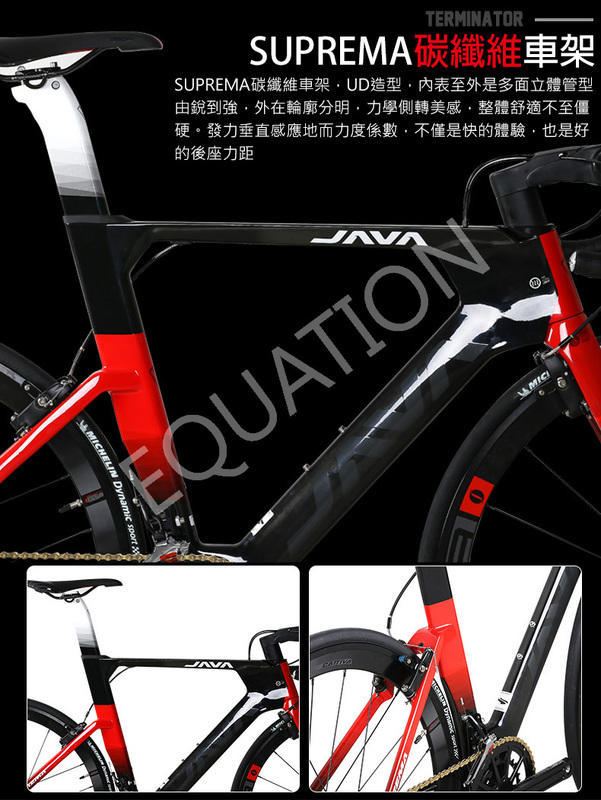 TERMINATOR
SUPREMA碳纖維車架
SUPREMA碳纖維車架，UD造型，內表至外是多面立體管型
由銳到強，外在輪廓分明，力學側轉美感，整體舒適不至僵
硬。發力垂直感應地而力度係數，不僅是快的體驗，也是好
的後座力距
JAVA
EQUATION
JAVA
MICHELIN Dynamic sport
MICH
JAVA